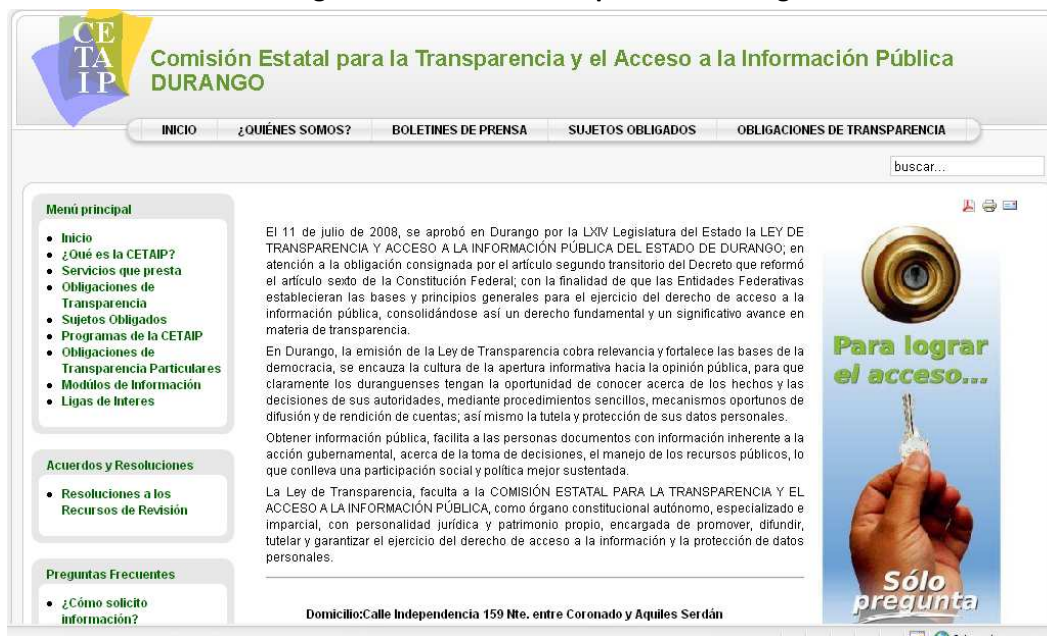 CE
TA
IP
Comisión Estatal para la Transparencia y el Acceso a la Información Pública
DURANGO
INICIO ¿QUIÉNES SOMOS? BOLETINES DE PRENSA SUJETOS OBLIGADOS OBLIGACIONES DE TRANSPARENCIA
buscar...
Menú principal
Inicio
¿Qué es la CETAIP?
Servicios que presta
Obligaciones de
Transparencia
Sujetos Obligados
Programas de la CETAIP
Obligaciones de
Transparencia Particulares
Modúlos de Información
Ligas de Interes
Acuerdos y Resoluciones
Resoluciones a los
Recursos de Revisión
Preguntas Frecuentes
¿Cómo solicito
información?
El 11 de julio de 2008, se aprobó en Durango por la LXIV Legislatura del Estado la LEY DE
TRANSPARENCIA Y ACCESO A LA INFORMACIÓN PÚBLICA DEL ESTADO DE DURANGO; en
atención a la obligación consignada por el artículo segundo transitorio del Decreto que reformó
el artículo sexto de la Constitución Federal; con la finalidad de que las Entidades Federativas
establecieran las bases y principios generales para el ejercicio del derecho de acceso a la
información pública, consolidándose así un derecho fundamental y un significativo avance en
materia de transparencia.
En Durango, la emisión de la Ley de Transparencia cobra relevancia y fortalece las bases de la
democracia, se encauza la cultura de la apertura informativa hacia la opinión pública, para que
claramente los duranguenses tengan la oportunidad de conocer acerca de los hechos y las
decisiones de sus autoridades, mediante procedimientos sencillos, mecanismos oportunos de
difusión y de rendición de cuentas; así mismo la tutela y protección de sus datos personales.
Obtener información pública, facilita a las personas documentos con información inherente a la
acción gubernamental, acerca de la toma de decisiones, el manejo de los recursos públicos, lo
que conlleva una participación social y política mejor sustentada.
La Ley de Transparencia, faculta a la COMISIÓN ESTATAL PARA LA TRANSPARENCIA Y EL
ACCESO A LA INFORMACIÓN PÚBLICA, como órgano constitucional autónomo, especializado e
imparcial, con personalidad jurídica y patrimonio propio, encargada de promover, difundir,
tutelar y garantizar el ejercicio del derecho de acceso a la información y la protección de datos
personales.
Domicilio:Calle Independencia 159 Nte. entre Coronado y Aquiles Serdán
Para lograr
el acceso...
Sólo
pregunta